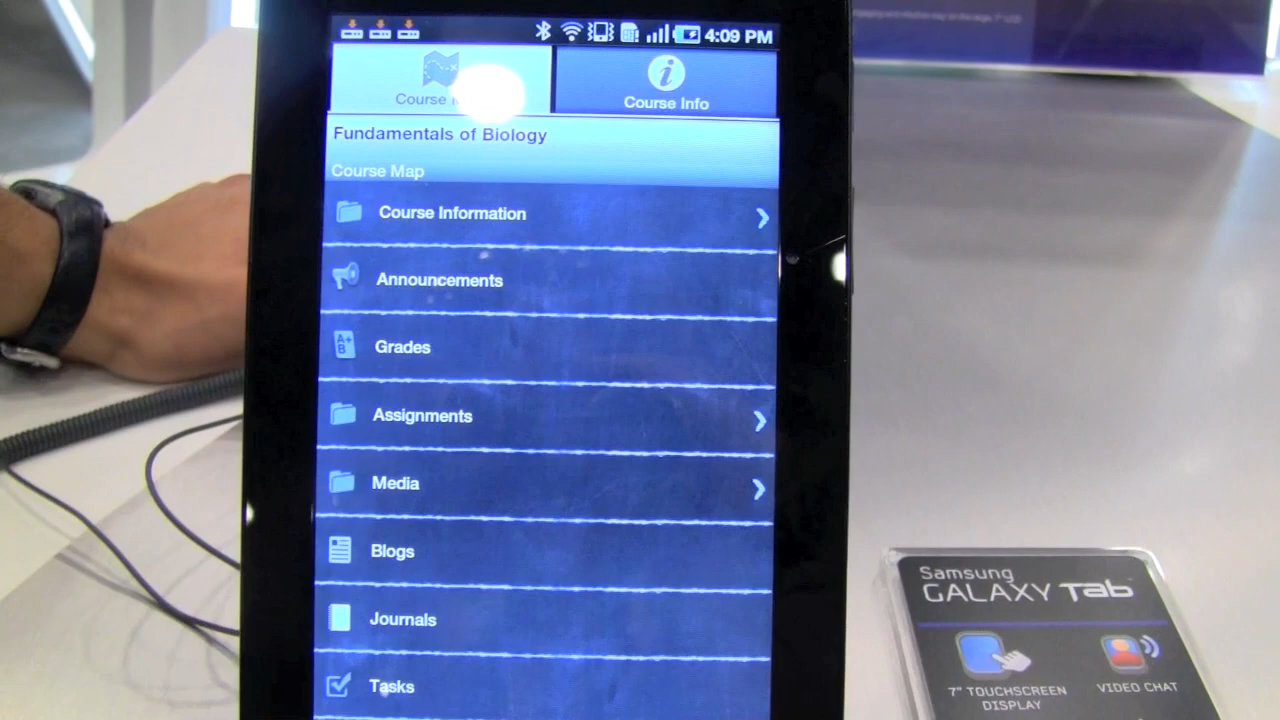 4:09 PM
Course
Course Info
Fundamentals of Biology
Course Map
Course Information
Announcements
A+
B
Grades
Assignments
Media
Blogs
Journals
Tasks
Samsung
GALAXY Tab
7" TOUCHSCREEN
DISPLAY
VIDEO CHAT